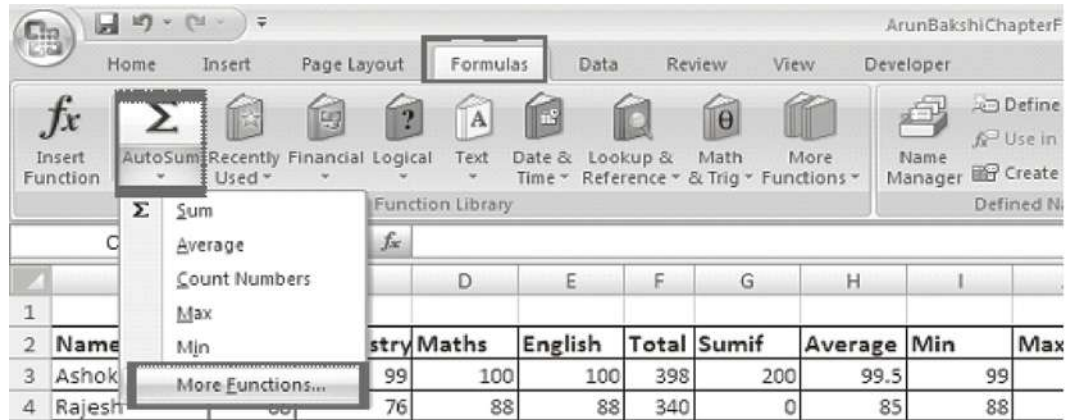 ArunBakshiChapterF
Home Insert Page Layout Formulas Data Review View Developer
fx Σ ? A θ Define
Insert Function AutoSum Recently Used Financial Logical Text Date & Time Lookup & Reference Math & Trig More Functions Name Manager Use in
Create
Function Library Defined Na
Σ Sum
fx
Average
Count Numbers
Max
Min
More Functions...
D E F G H I
1
2 Name stry Maths English Total Sumif Average Min Max
3 Ashok 99 100 100 398 200 99.5 99
4 Rajesh 76 88 88 340 0 85 88